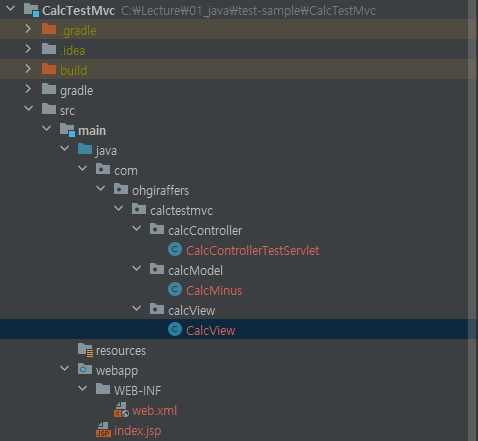 CalcTestMvc C:₩Lecture₩01_java₩test-sample₩CalcTestMvc
.gradle
.idea
build
gradle
src
main
java
com
ohgiraffers
calctestmvc
calcController
CalcControllerTestServlet
calcModel
CalcMinus
calcView
CalcView
resources
webapp
WEB-INF
web.xml
index.jsp